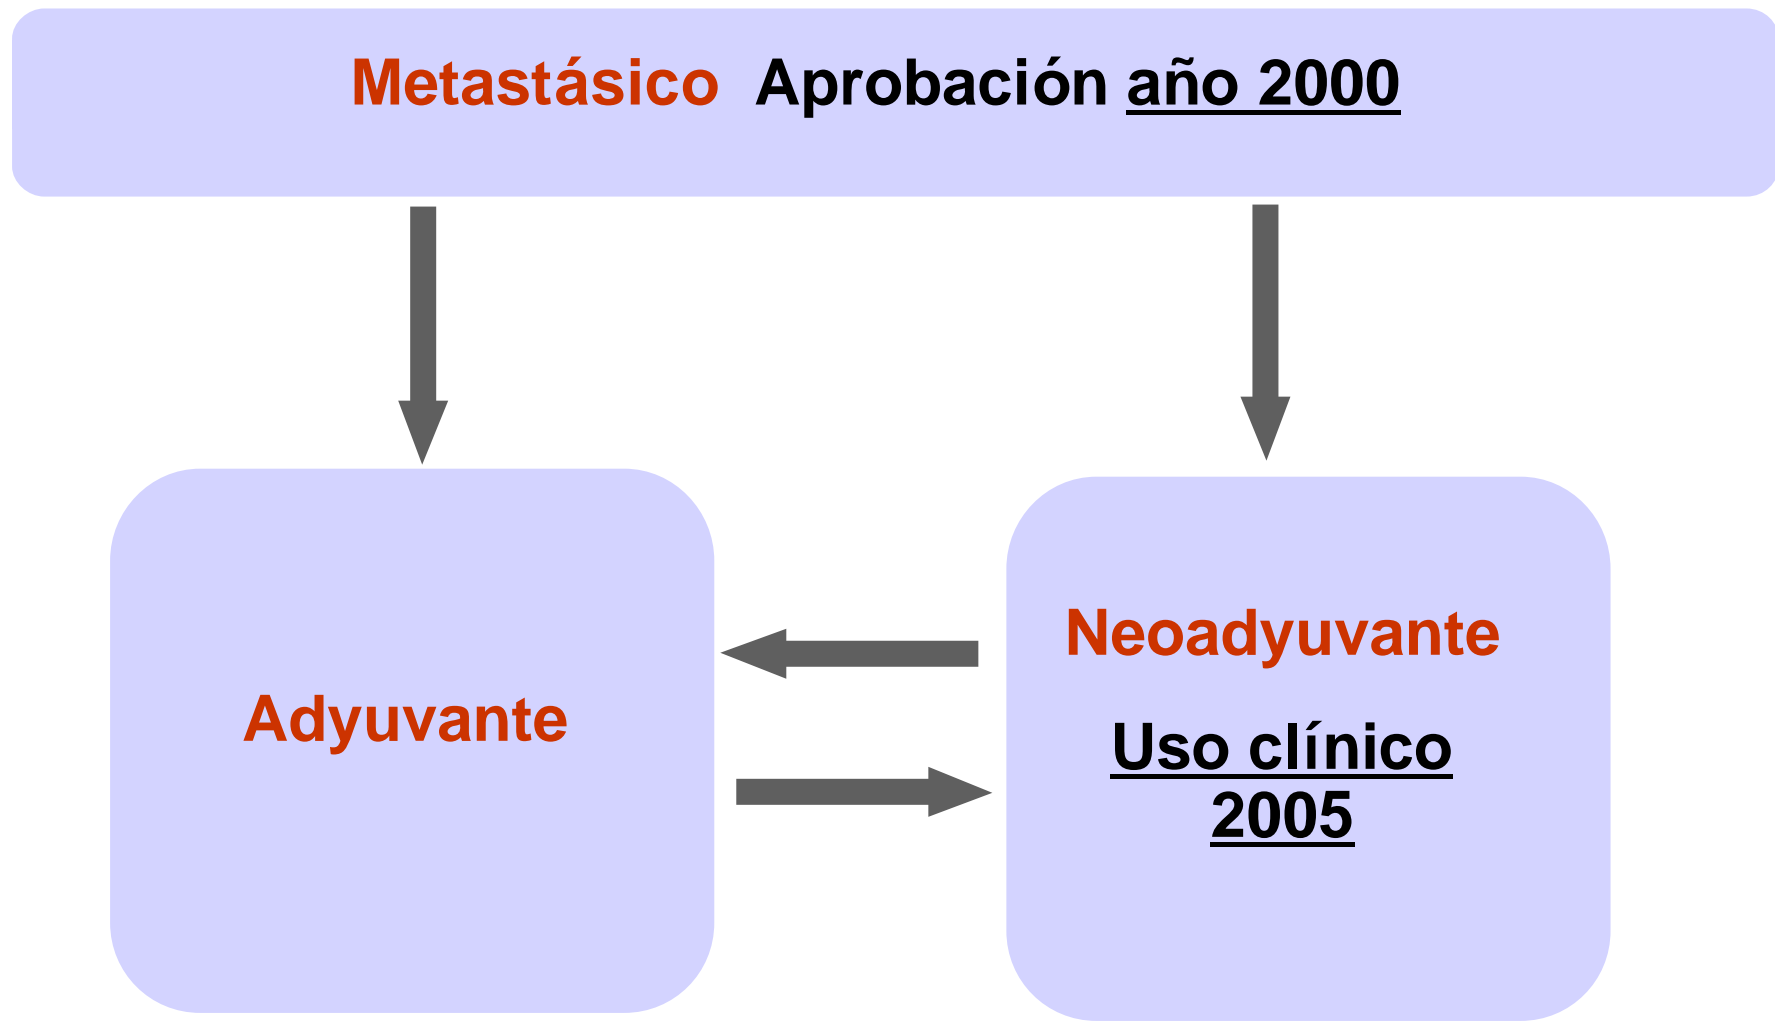 Metastásico Aprobación año 2000
Adyuvante
Neoadyuvante
Uso clínico
2005